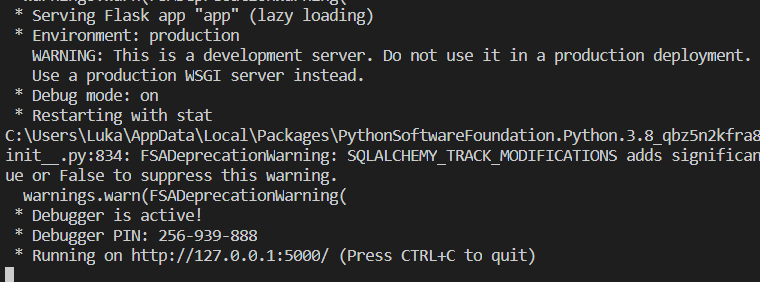 warnings.warn(FSADeprecationWarning(
* Serving Flask app "app" (lazy loading)
* Environment: production
WARNING: This is a development server. Do not use it in a production deployment.
Use a production WSGI server instead.
* Debug mode: on
* Restarting with stat
C:\Users\Luka\AppData\Local\Packages\PythonSoftwareFoundation.Python.3.8_qbz5n2kfra8
init__.py:834: FSADeprecationWarning: SQLALCHEMY_TRACK_MODIFICATIONS adds significan
ue or False to suppress this warning.
warnings.warn(FSADeprecationWarning(
* Debugger is active!
* Debugger PIN: 256-939-888
* Running on http://127.0.0.1:5000/ (Press CTRL+C to quit)